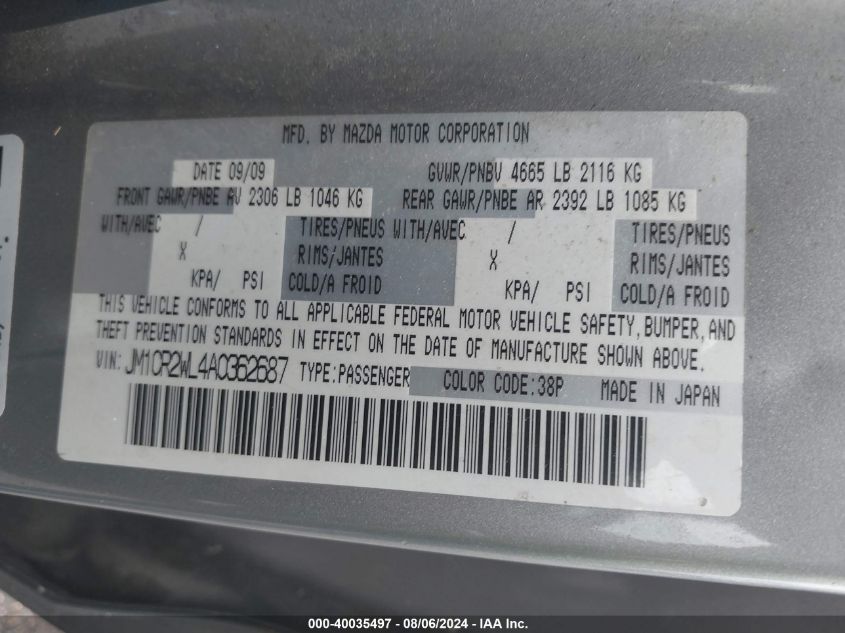 MFD. BY MAZDA MOTOR CORPORATION
DATE 09/09 GVWR/PNBV 4665 LB 2116 KG
FRONT GAWR/PNBE AV 2306 LB 1046 KG REAR GAWR/PNBE AR 2392 LB 1085 KG
WITH/AVEC / TIRES/PNEUS WITH/AVEC / TIRES/PNEUS
X RIMS/JANTES X RIMS/JANTES
KPA/ PSI COLD/A FROID KPA/ PSI COLD/A FROID
THIS VEHICLE CONFORMS TO ALL APPLICABLE FEDERAL MOTOR VEHICLE SAFETY, BUMPER, AND
THEFT PREVENTION STANDARDS IN EFFECT ON THE DATE OF MANUFACTURE SHOWN ABOVE.
VIN: JM1CR2WL4A0362687 TYPE:PASSENGER COLOR CODE:38P MADE IN JAPAN
000-40035497 - 08/06/2024 - IAA Inc.